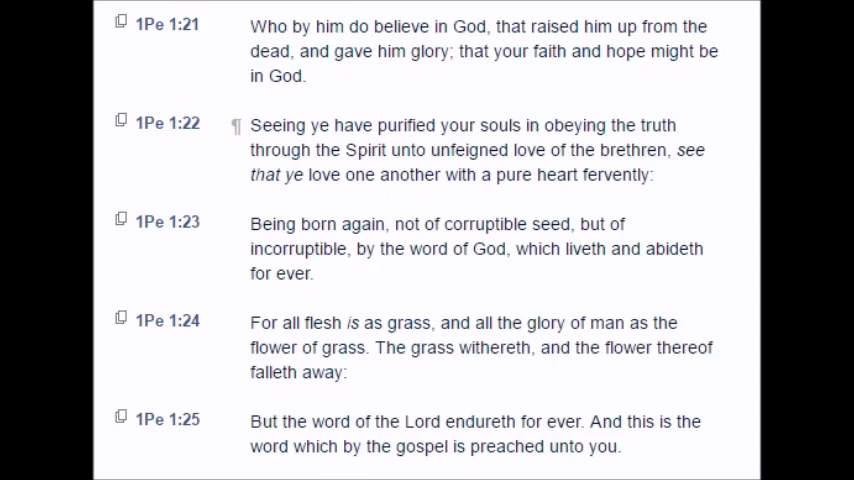 1Pe 1:21 Who by him do believe in God, that raised him up from the
dead, and gave him glory; that your faith and hope might be
in God.
1Pe 1:22 ¶ Seeing ye have purified your souls in obeying the truth
through the Spirit unto unfeigned love of the brethren, see
that ye love one another with a pure heart fervently:
1Pe 1:23 Being born again, not of corruptible seed, but of
incorruptible, by the word of God, which liveth and abideth
for ever.
1Pe 1:24 For all flesh is as grass, and all the glory of man as the
flower of grass. The grass withereth, and the flower thereof
falleth away:
1Pe 1:25 But the word of the Lord endureth for ever. And this is the
word which by the gospel is preached unto you.